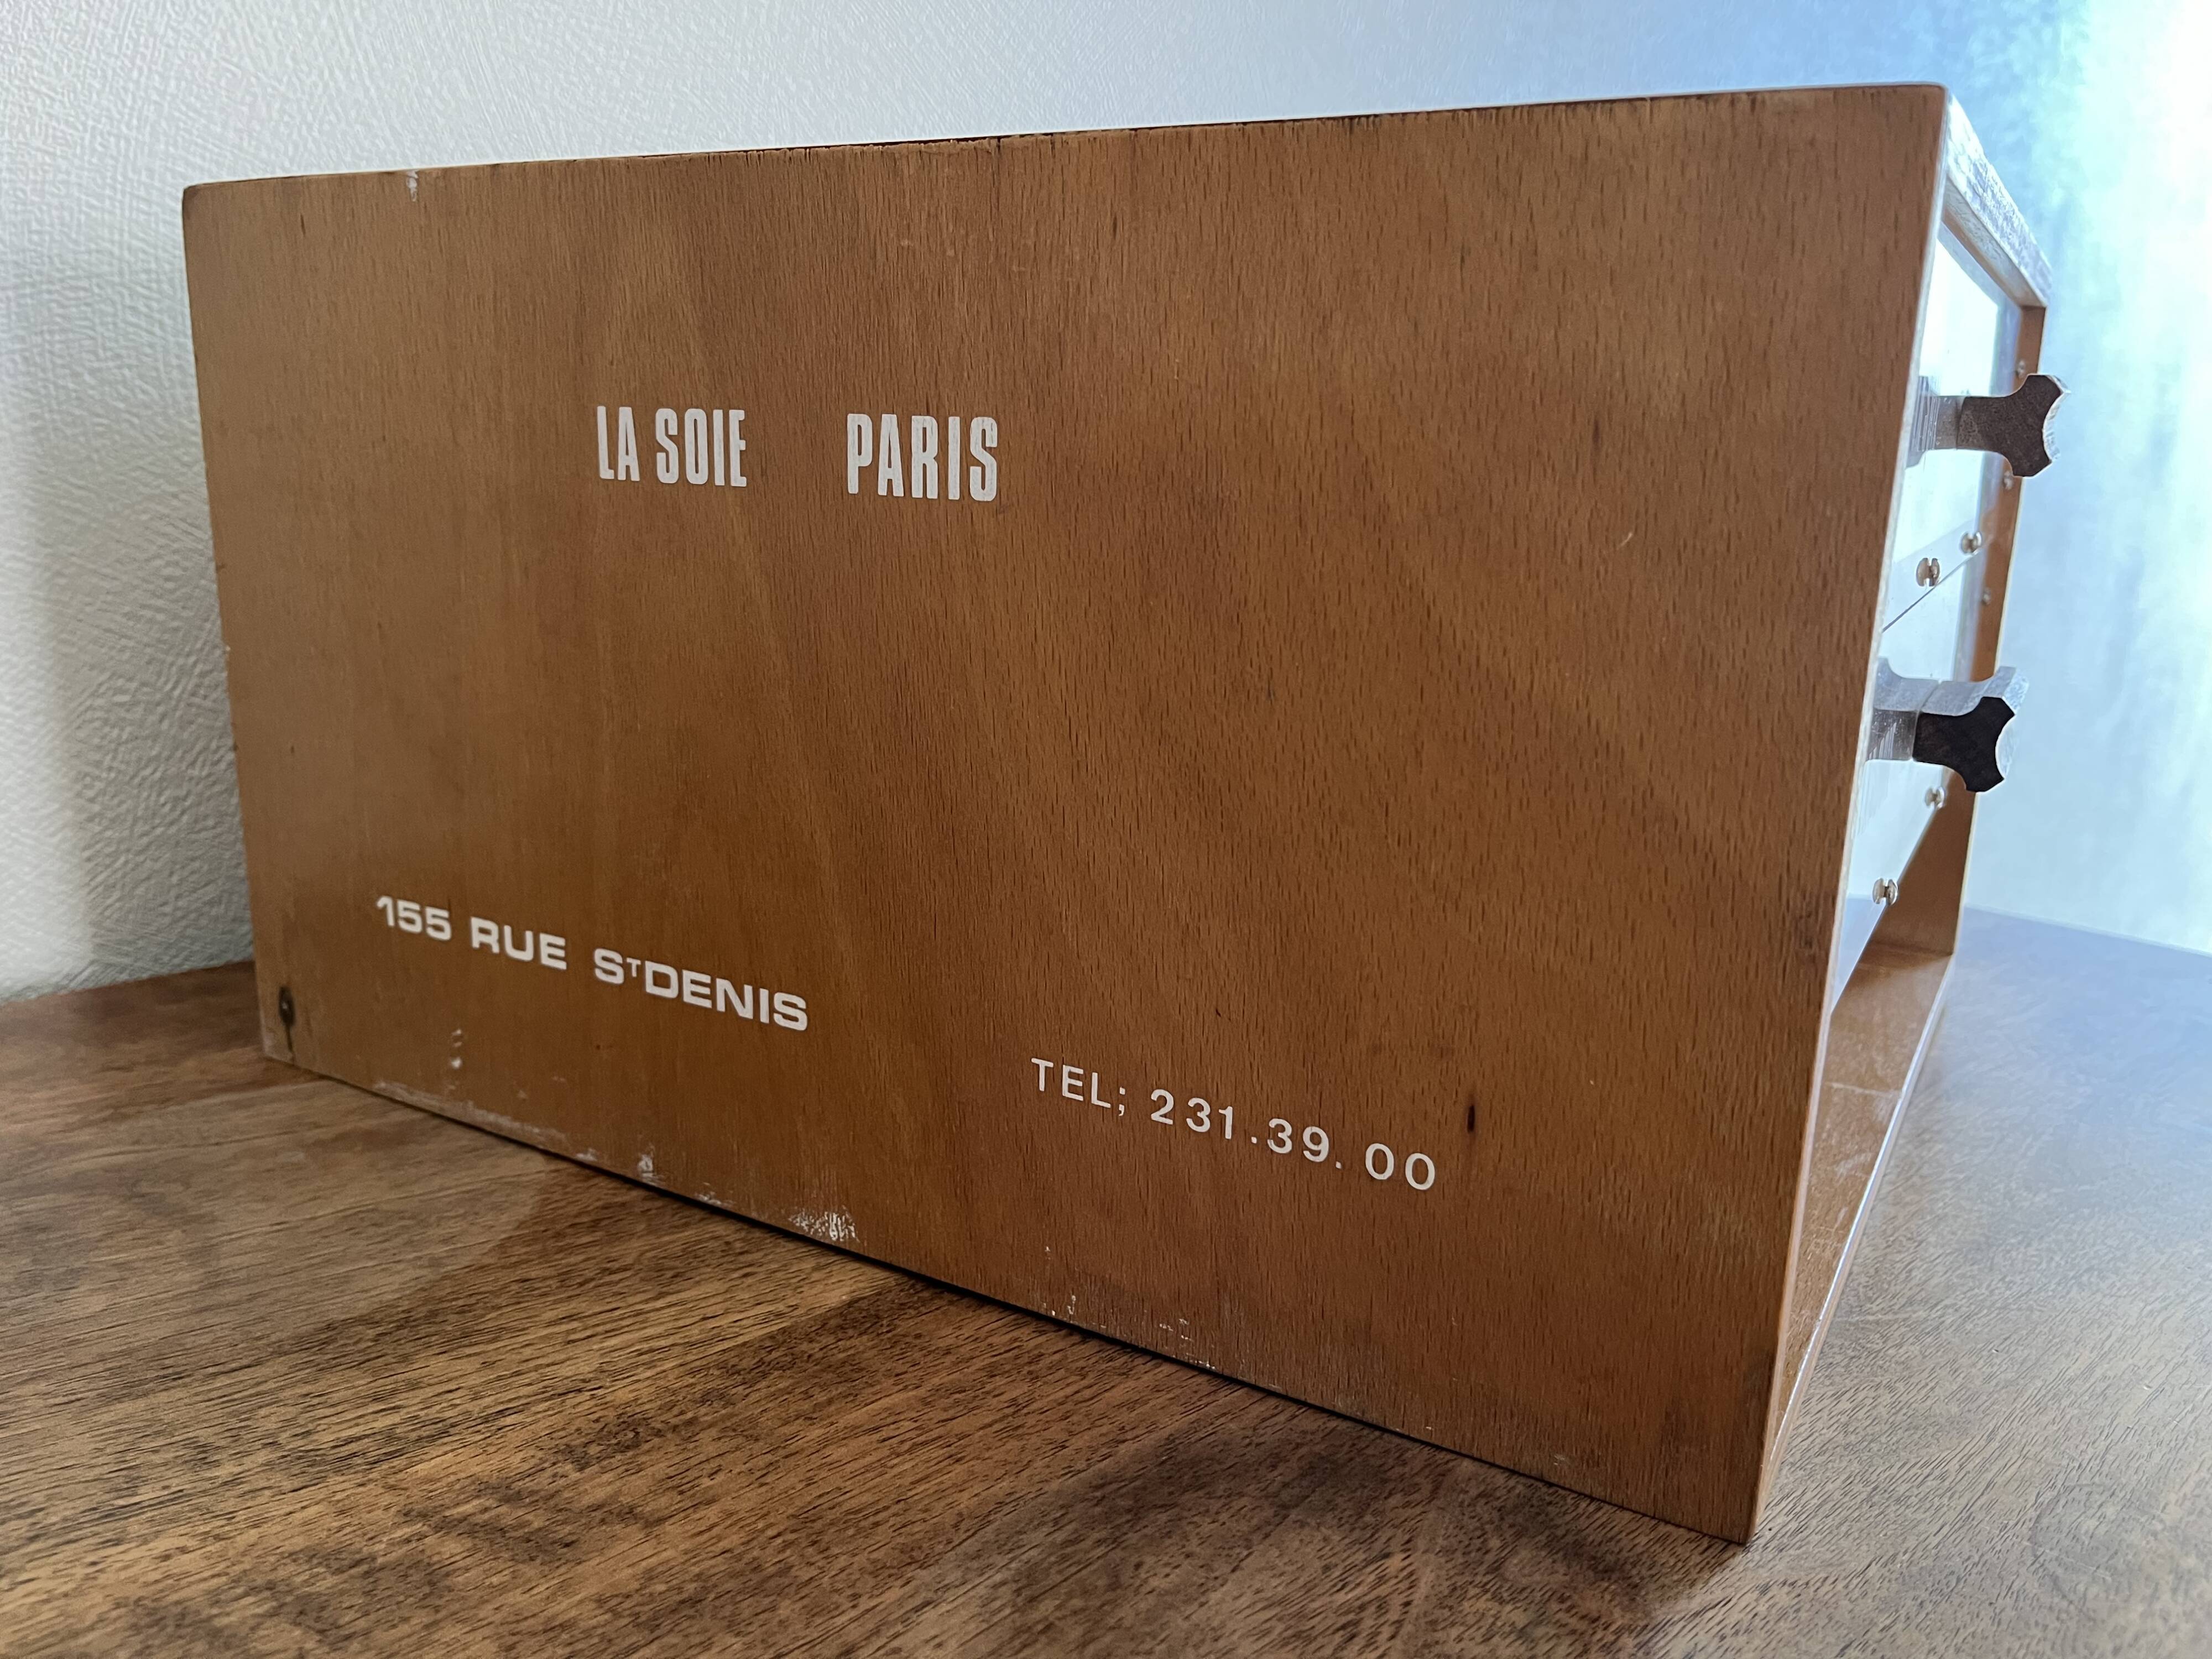 LA SOIE PARIS
155 RUE STDENIS
TEL; 231.39.00